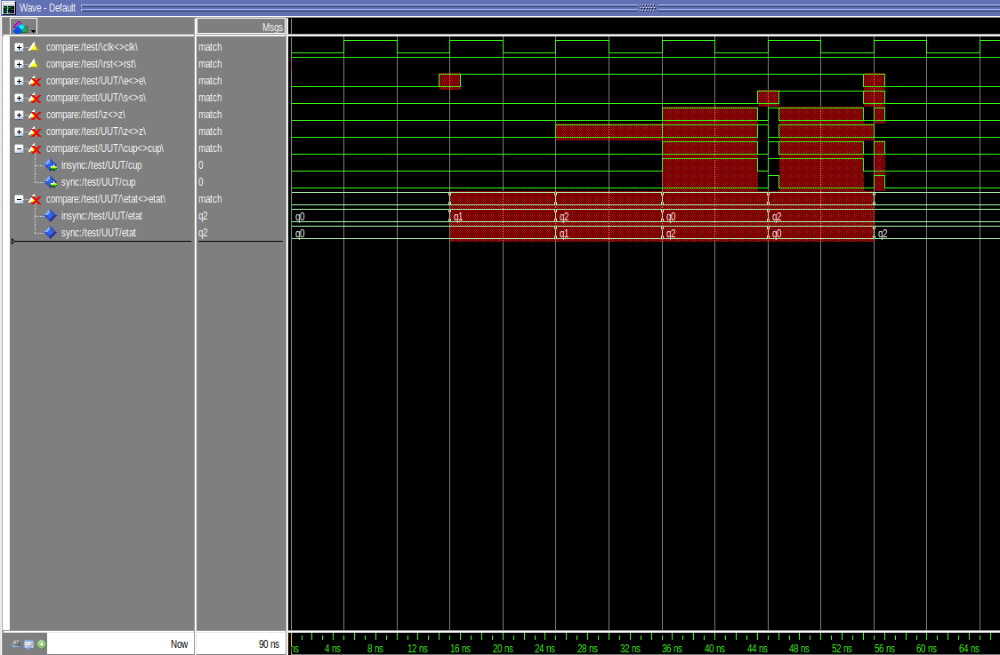 Wave - Default
Msgs
compare:/test/\clk<>clk\ match
compare:/test/\rst<>rst\ match
compare:/test/UUT/\e<>e\ match
compare:/test/UUT/\s<>s\ match
compare:/test/\z<>z\ match
compare:/test/UUT/\z<>z\ match
compare:/test/UUT/\cup<>cup\ match
insync:/test/UUT/cup 0
sync:/test/UUT/cup 0
compare:/test/UUT/\etat<>etat\ match
insync:/test/UUT/etat q2 q0 q1 q2 q0 q2
sync:/test/UUT/etat q2 q0 q1 q2 q0 q2
Now 90 ns
ns 4 ns 8 ns 12 ns 16 ns 20 ns 24 ns 28 ns 32 ns 36 ns 40 ns 44 ns 48 ns 52 ns 56 ns 60 ns 64 ns